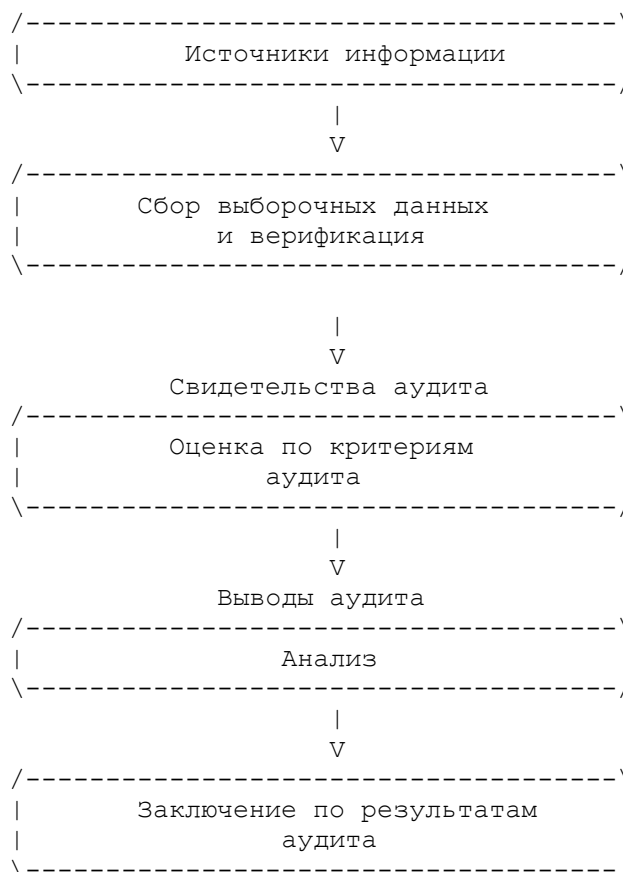 Источники информации
Сбор выборочных данных
и верификация
Свидетельства аудита
Оценка по критериям
аудита
Выводы аудита
Анализ
Заключение по результатам
аудита